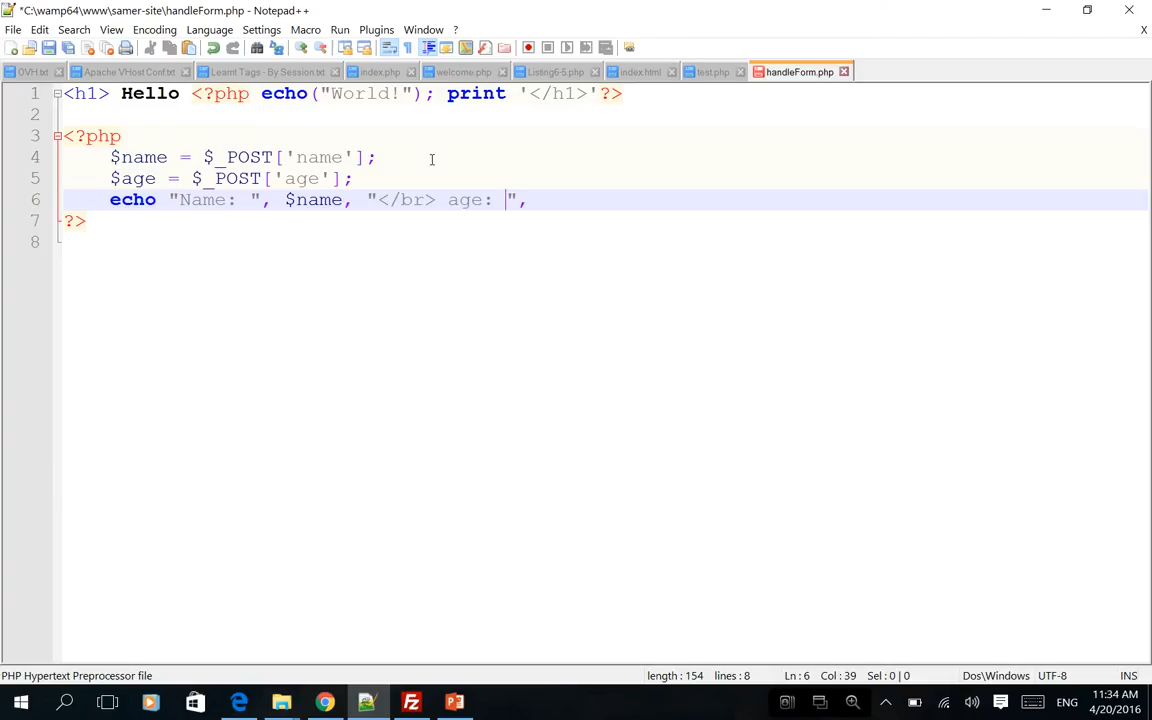 *C:\wamp64\www\samer-site\handleForm.php - Notepad++
File Edit Search View Encoding Language Settings Macro Run Plugins Window ? X
OVH.txt Apache VHost Conf.txt Learnt Tags - By Session.txt index.php welcome.php Listing6-5.php index.html test.php handleForm.php
1 <h1> Hello <?php echo("World!"); print '</h1>'?>
2
3 <?php
4 $name = $_POST['name'];
5 $age = $_POST['age'];
6 echo "Name: ", $name, "</br> age: ",
7 ?>
8
PHP Hypertext Preprocessor file length : 154 lines : 8 Ln : 6 Col : 39 Sel : 0 | 0 Dos\Windows UTF-8 INS
ENG 11:34 AM
4/20/2016